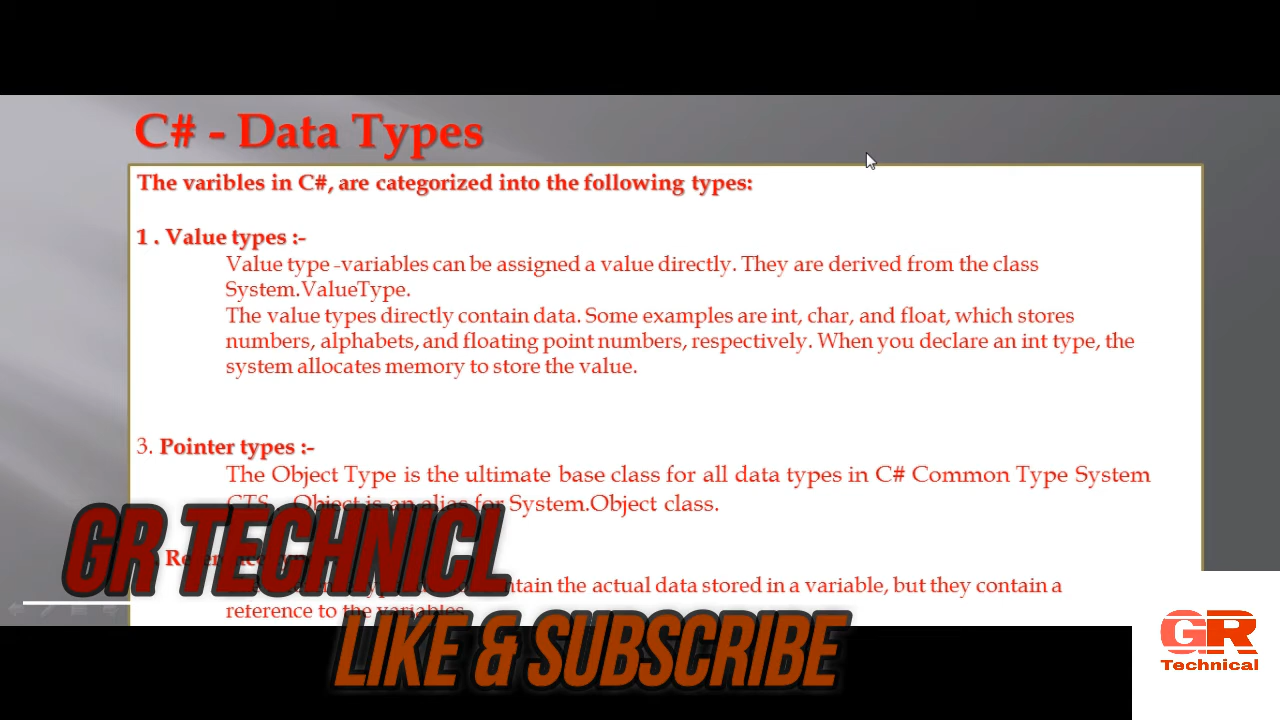 C# - Data Types
The varibles in C#, are categorized into the following types:
1 . Value types :-
Value type -variables can be assigned a value directly. They are derived from the class
System.ValueType.
The value types directly contain data. Some examples are int, char, and float, which stores
numbers, alphabets, and floating point numbers, respectively. When you declare an int type, the
system allocates memory to store the value.
3. Pointer types :-
The Object Type is the ultimate base class for all data types in C# Common Type System
CTS . Object is an alias for System.Object class.
the actual data stored in a variable, but they contain a
reference to the variables.
GR TECHNICL
LIKE & SUBSCRIBE
GR
Technical